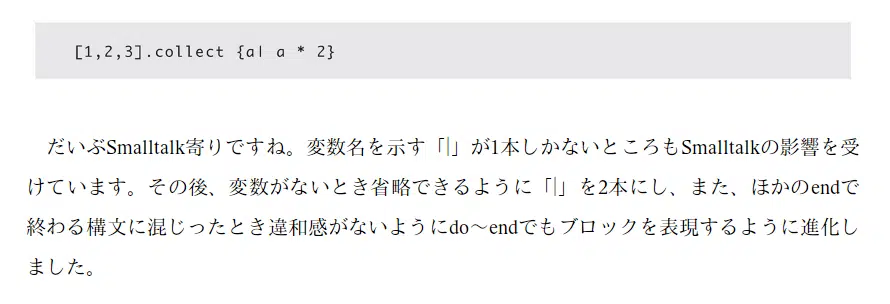 [1,2,3].collect {a| a * 2}
だいぶSmalltalk寄りですね。変数名を示す「|」が1本しかないところもSmalltalkの影響を受
けています。その後、変数がないとき省略できるように「|」を2本にし、また、ほかのendで
終わる構文に混じったとき違和感がないようにdo～endでもブロックを表現するように進化し
ました。